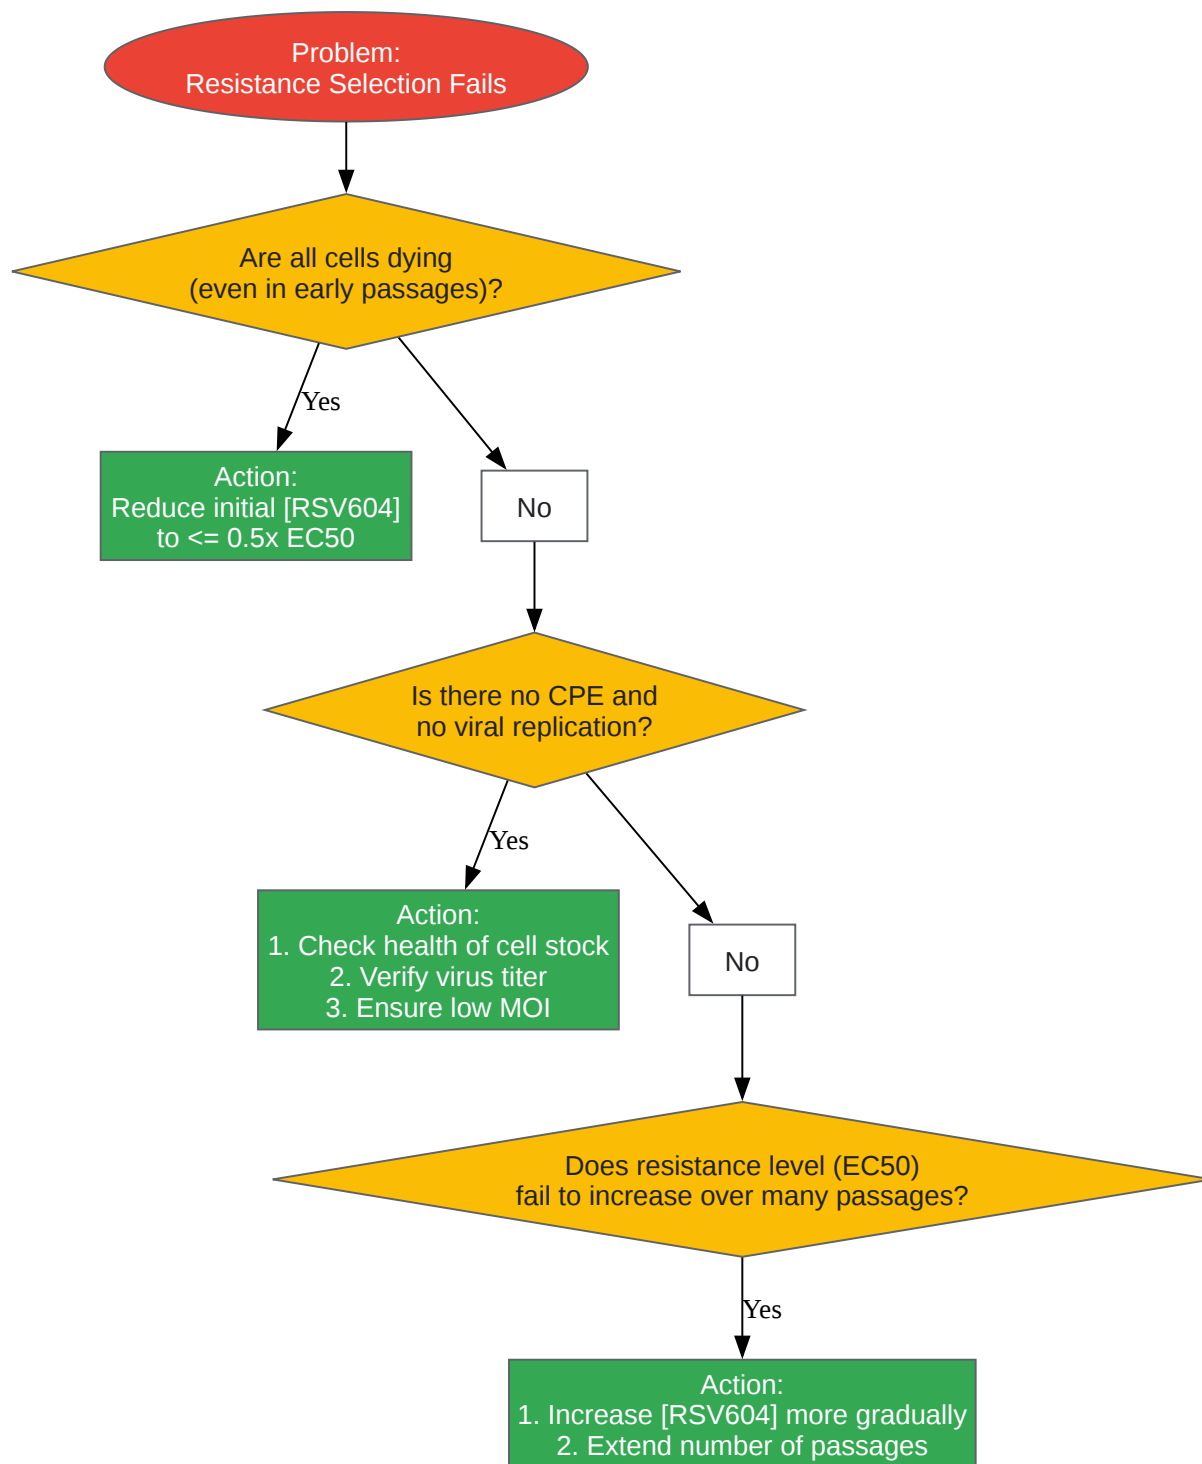 Problem:
Resistance Selection Fails
Are all cells dying
(even in early passages)?
Yes
Action:
Reduce initial [RSV604]
to <= 0.5x EC50
No
Is there no CPE and
no viral replication?
Yes
Action:
1. Check health of cell stock
2. Verify virus titer
3. Ensure low MOI
No
Does resistance level (EC50)
fail to increase over many passages?
Yes
Action:
1. Increase [RSV604] more gradually
2. Extend number of passages